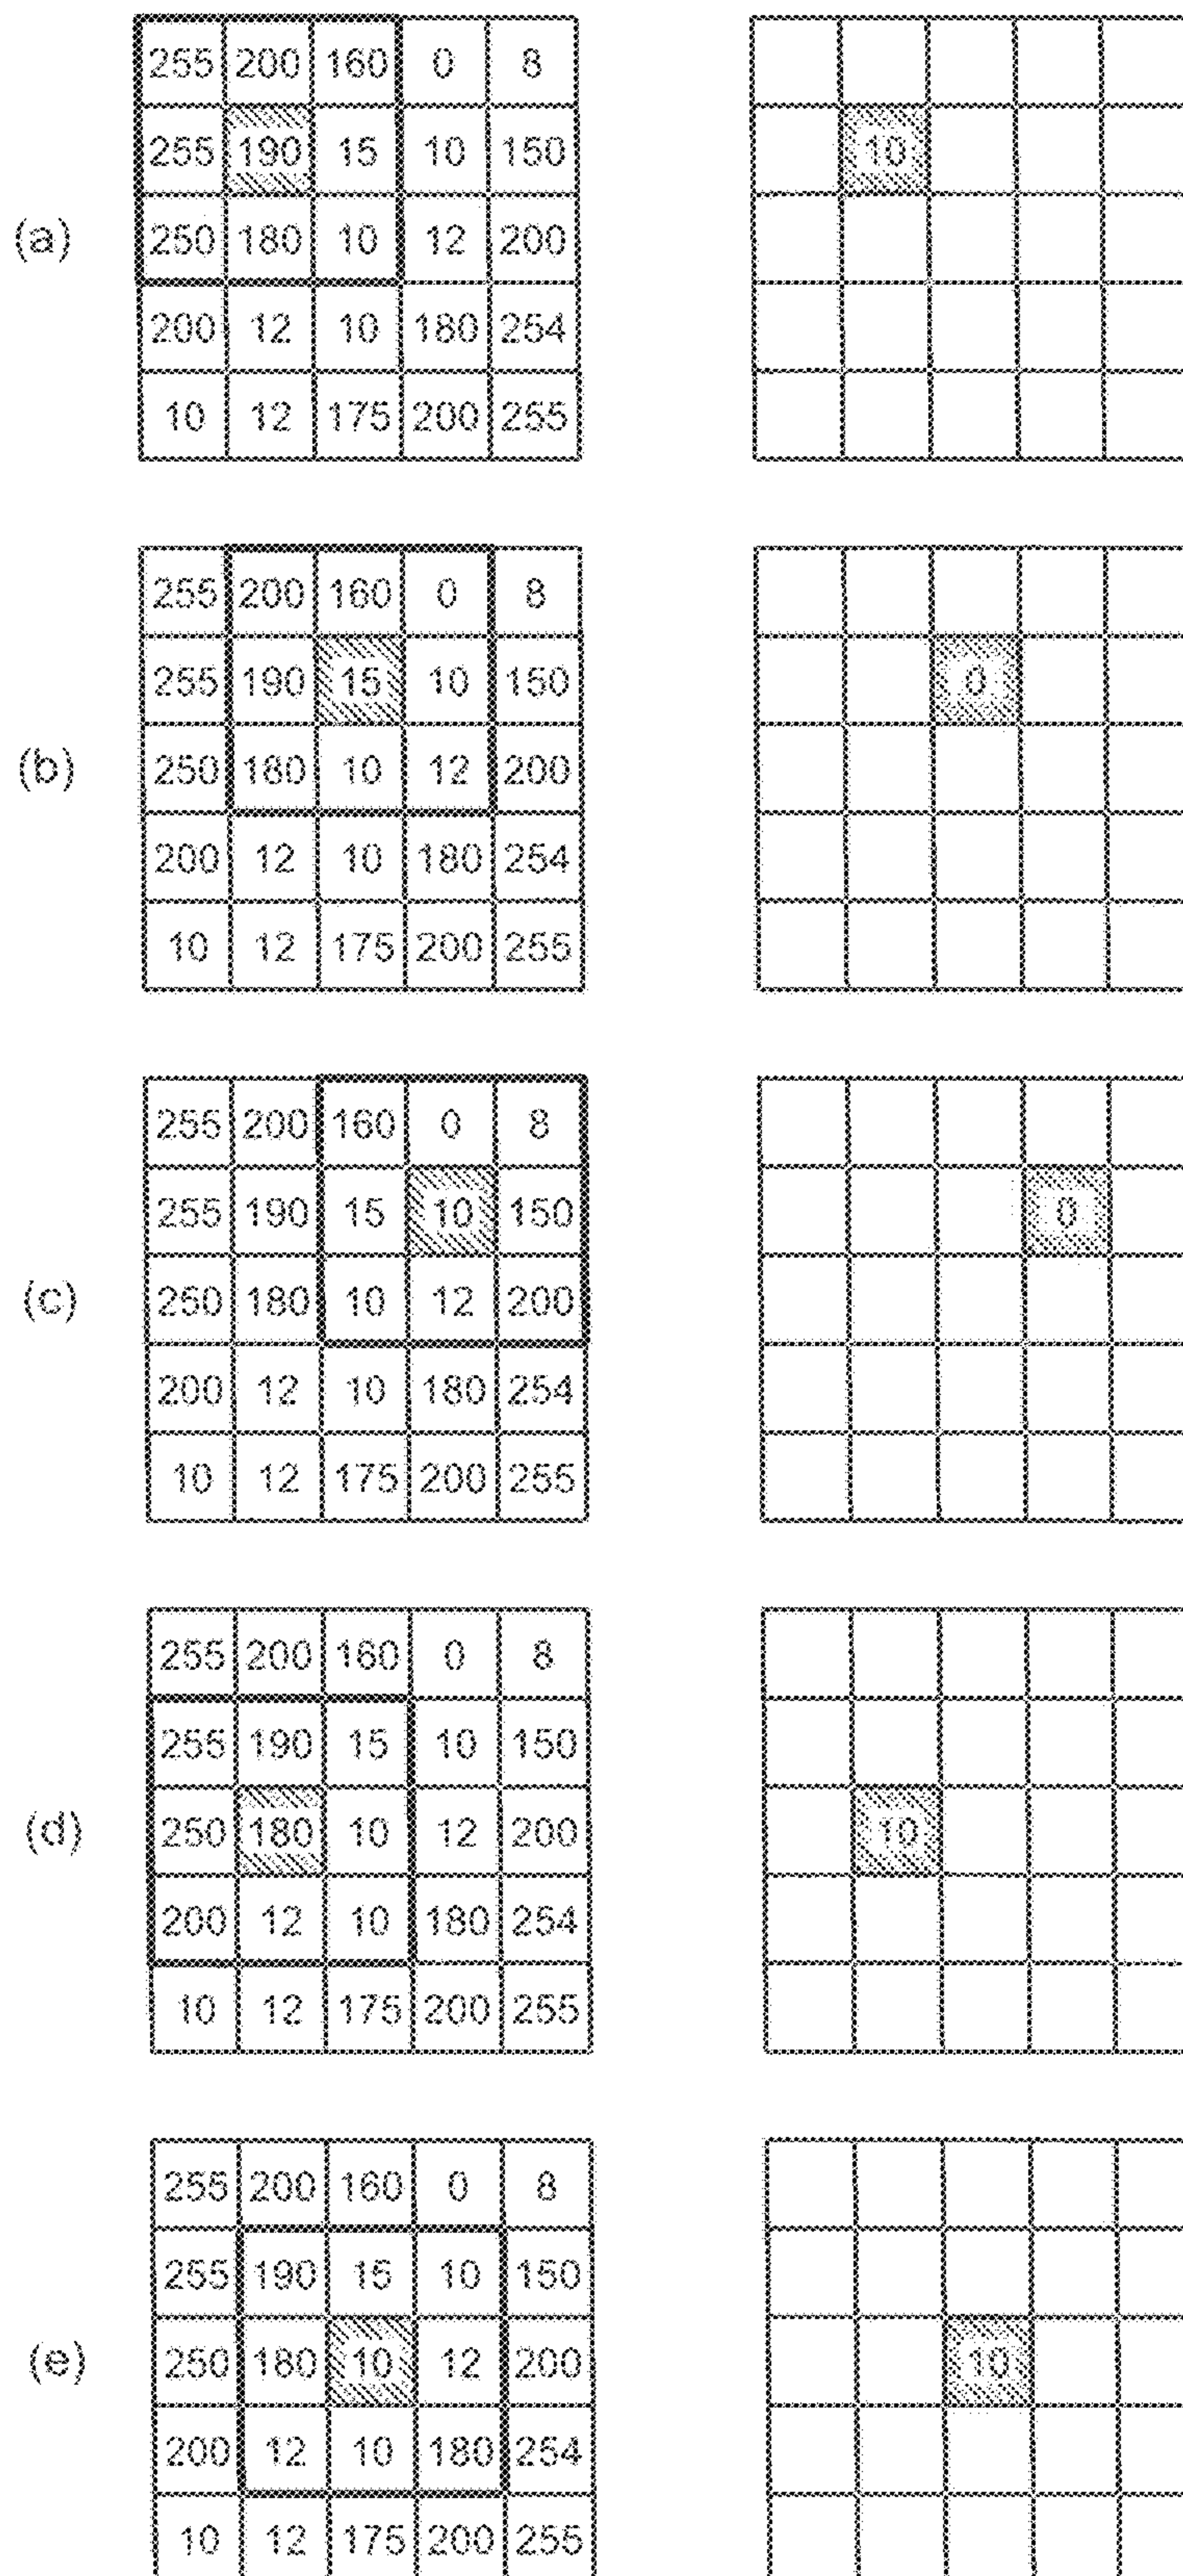 255 200 160 0 8
255 190 15 10 150 10
(a) 250 180 10 12 200
200 12 10 180 254
10 12 175 200 255
255 200 160 0 8
255 190 15 10 150 0
(b) 250 180 10 12 200
200 12 10 180 254
10 12 175 200 255
255 200 160 0 8
255 190 15 10 150 0
(c) 250 180 10 12 200
200 12 10 180 254
10 12 175 200 255
255 200 160 0 8
255 190 15 10 150
(d) 250 180 10 12 200 10
200 12 10 180 254
10 12 175 200 255
255 200 160 0 8
255 190 15 10 150
(e) 250 180 10 12 200 10
200 12 10 180 254
10 12 175 200 255